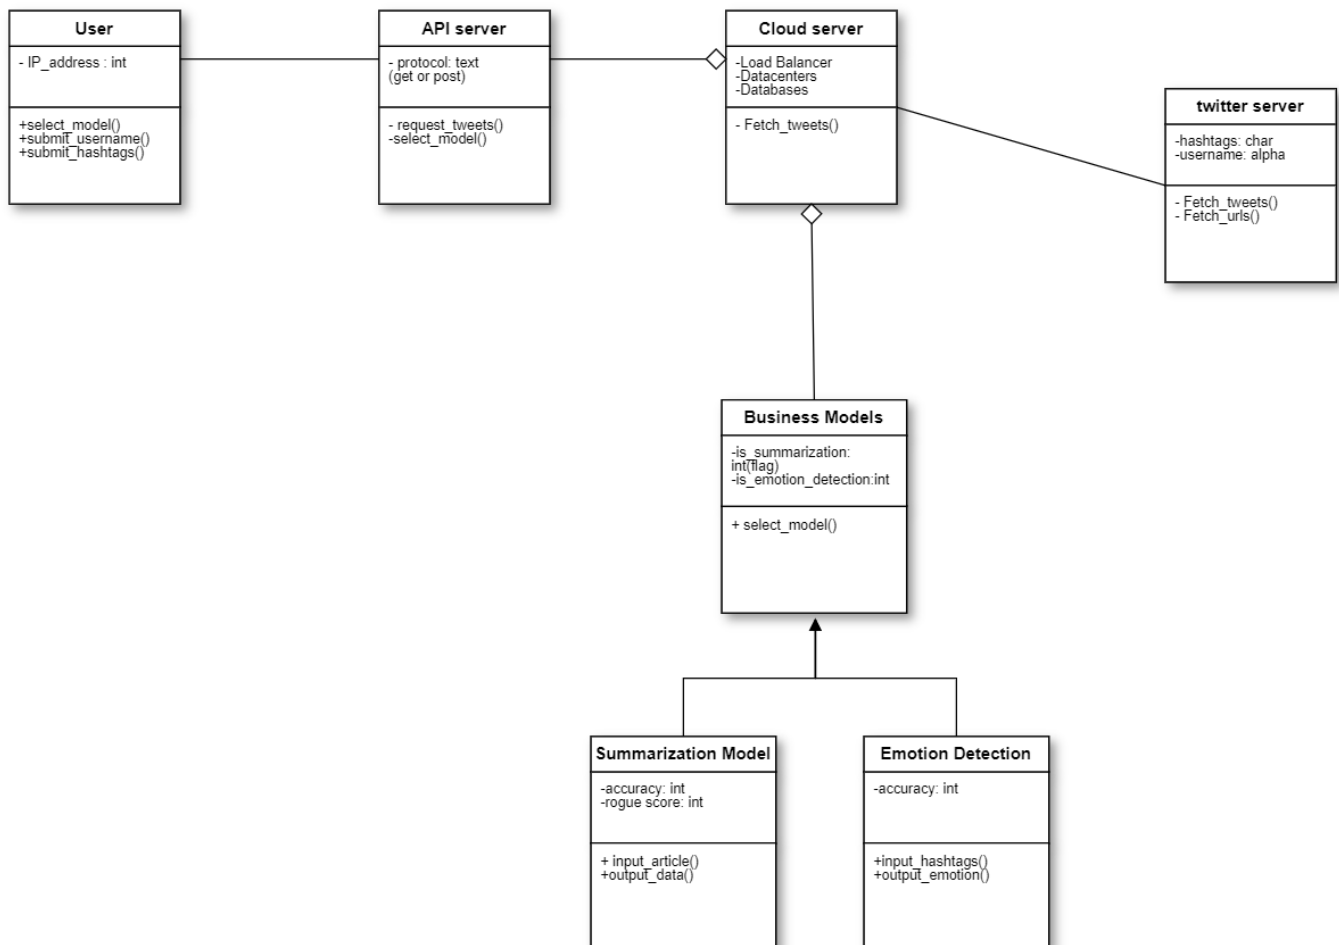 User
- IP_address : int
+select_model()
+submit_username()
+submit_hashtags()
API server
- protocol: text
(get or post)
- request_tweets()
-select_model()
Cloud server
-Load Balancer
-Datacenters
-Databases
- Fetch_tweets()
twitter server
-hashtags: char
-username: alpha
- Fetch_tweets()
- Fetch_urls()
Business Models
-is_summarization:
int(flag)
-is_emotion_detection:int
+ select_model()
Summarization Model
-accuracy: int
-rogue score: int
+ input_article()
+output_data()
Emotion Detection
-accuracy: int
+input_hashtags()
+output_emotion()